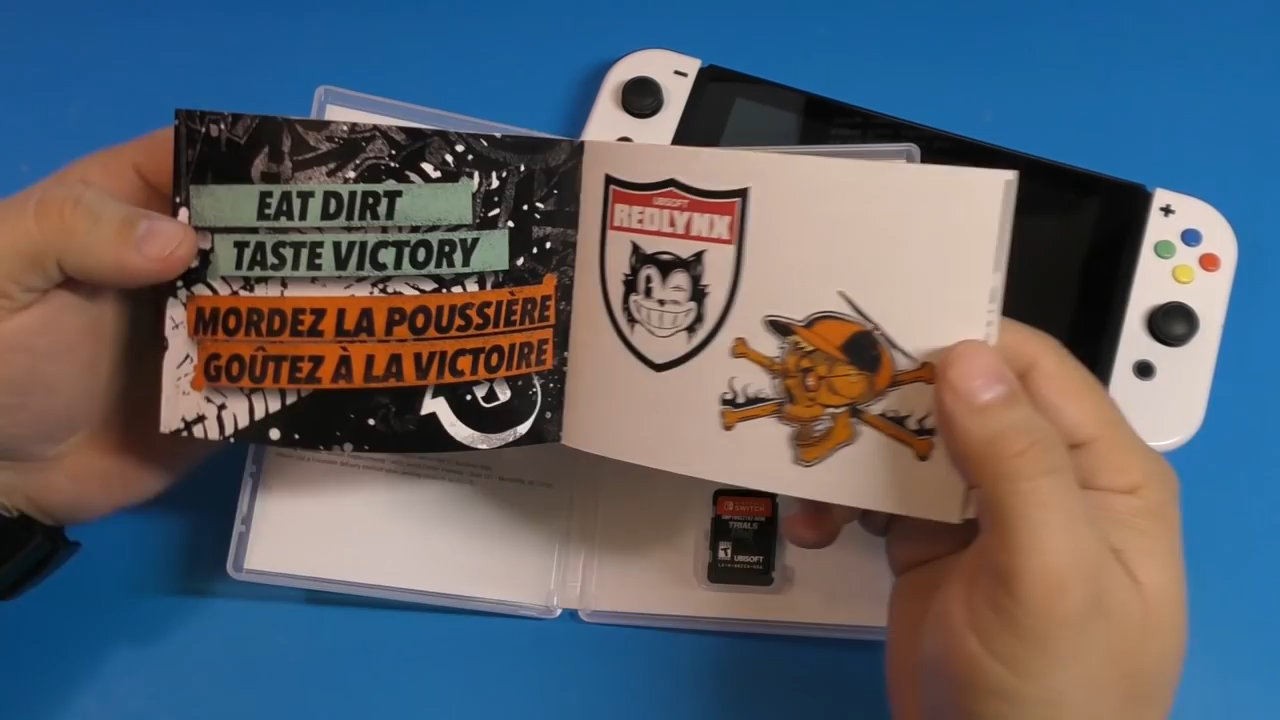 EAT DIRT
TASTE VICTORY
MORDEZ LA POUSSIÈRE
GOÛTEZ À LA VICTOIRE
UBISOFT
REDLYNX
SWITCH
TRIALS
T
UBISOFT